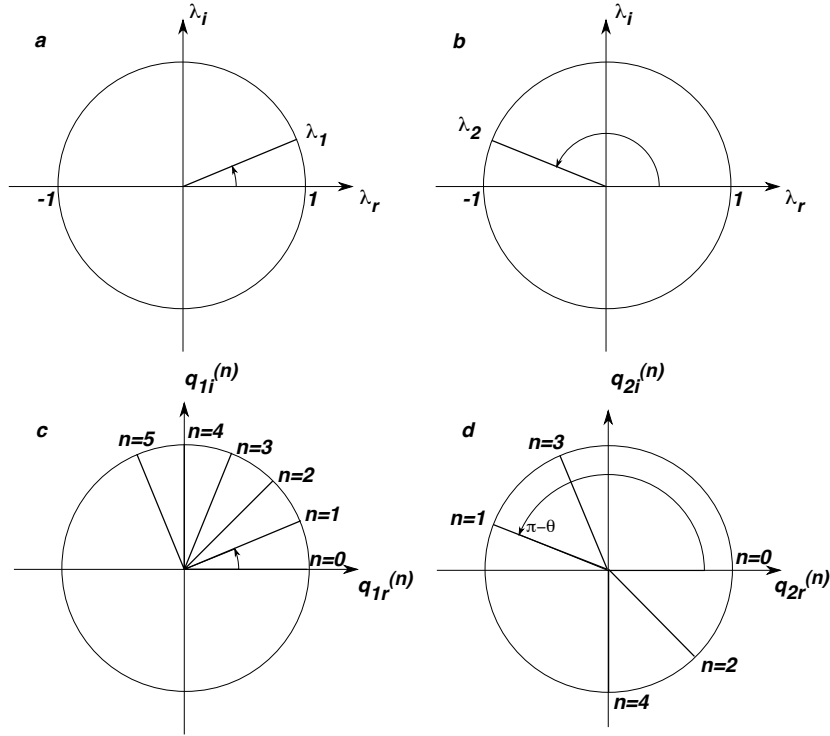 a
λi
λ1
-1
1
λr
b
λi
λ2
-1
1
λr
c
q1i(n)
n=5
n=4
n=3
n=2
n=1
n=0
q1r(n)
d
q2i(n)
n=3
n=1
π−θ
n=0
q2r(n)
n=2
n=4